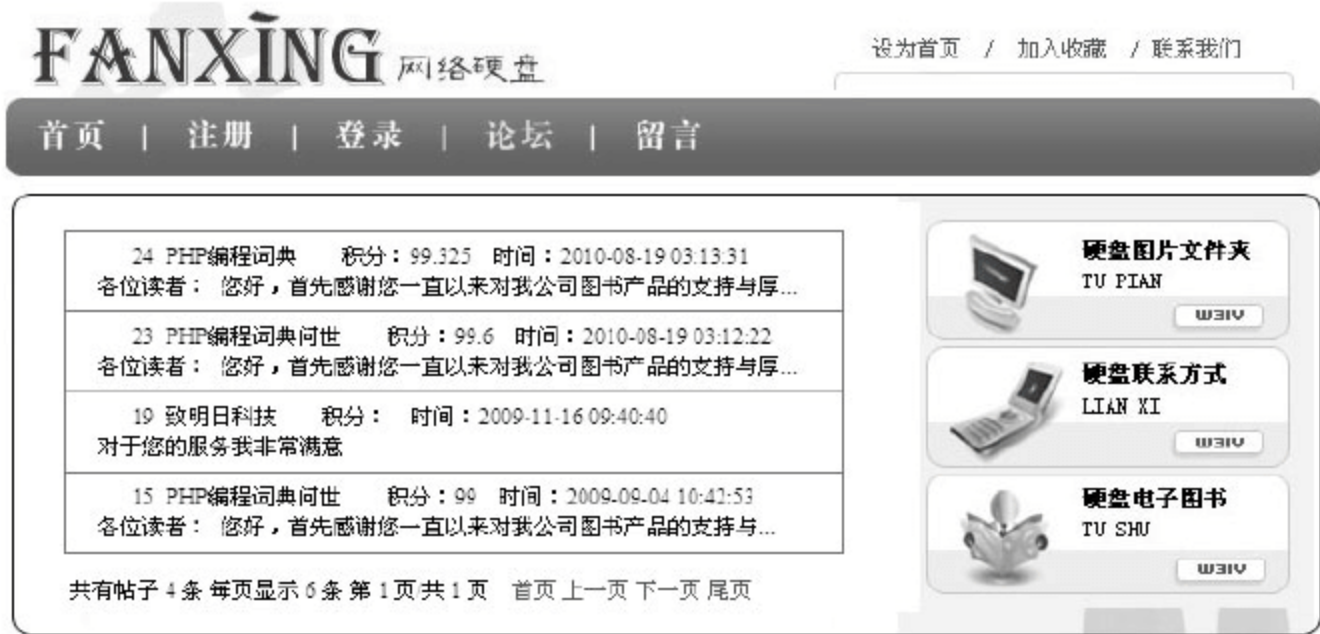 FANXING 网络硬盘
设为首页 / 加入收藏 / 联系我们
首页 | 注册 | 登录 | 论坛 | 留言
24 PHP编程词典 积分：99.325 时间：2010-08-19 03:13:31
各位读者： 您好，首先感谢您一直以来对我公司图书产品的支持与厚...
23 PHP编程词典问世 积分：99.6 时间：2010-08-19 03:12:22
各位读者： 您好，首先感谢您一直以来对我公司图书产品的支持与厚...
19 致明日科技 积分： 时间：2009-11-16 09:40:40
对于您的服务我非常满意
15 PHP编程词典问世 积分：99 时间：2009-09-04 10:42:53
各位读者： 您好，首先感谢您一直以来对我公司图书产品的支持与...
共有帖子 4 条 每页显示 6 条 第 1 页/共 1 页 首页 上一页 下一页 尾页
硬盘图片文件夹
TU PIAN
VIEW
硬盘联系方式
LIAN XI
VIEW
硬盘电子图书
TU SHU
VIEW